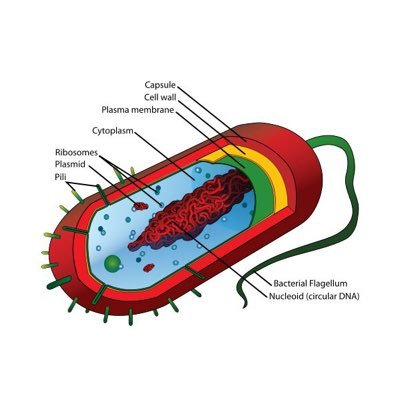 Capsule
Cell wall
Plasma membrane
Cytoplasm
Ribosomes
Plasmid
Pili
Bacterial Flagellum
Nucleoid (circular DNA)